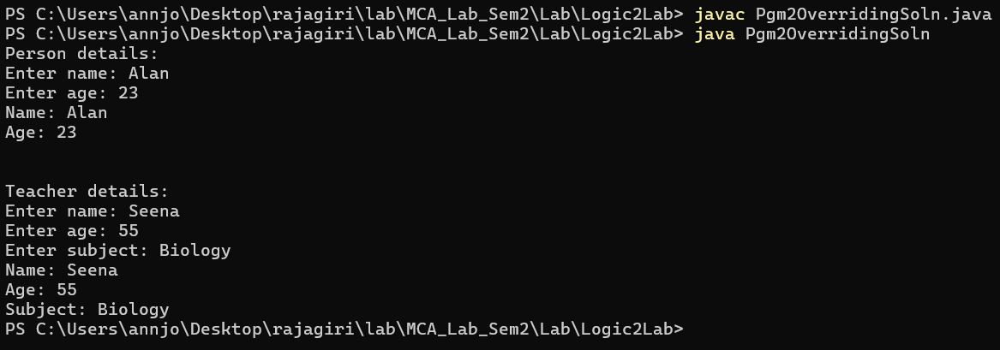 PS C:\Users\annjo\Desktop\rajagiri\lab\MCA_Lab_Sem2\Lab\Logic2Lab> javac Pgm2OverridingSoln.java
PS C:\Users\annjo\Desktop\rajagiri\lab\MCA_Lab_Sem2\Lab\Logic2Lab> java Pgm2OverridingSoln
Person details:
Enter name: Alan
Enter age: 23
Name: Alan
Age: 23
Teacher details:
Enter name: Seena
Enter age: 55
Enter subject: Biology
Name: Seena
Age: 55
Subject: Biology
PS C:\Users\annjo\Desktop\rajagiri\lab\MCA_Lab_Sem2\Lab\Logic2Lab>